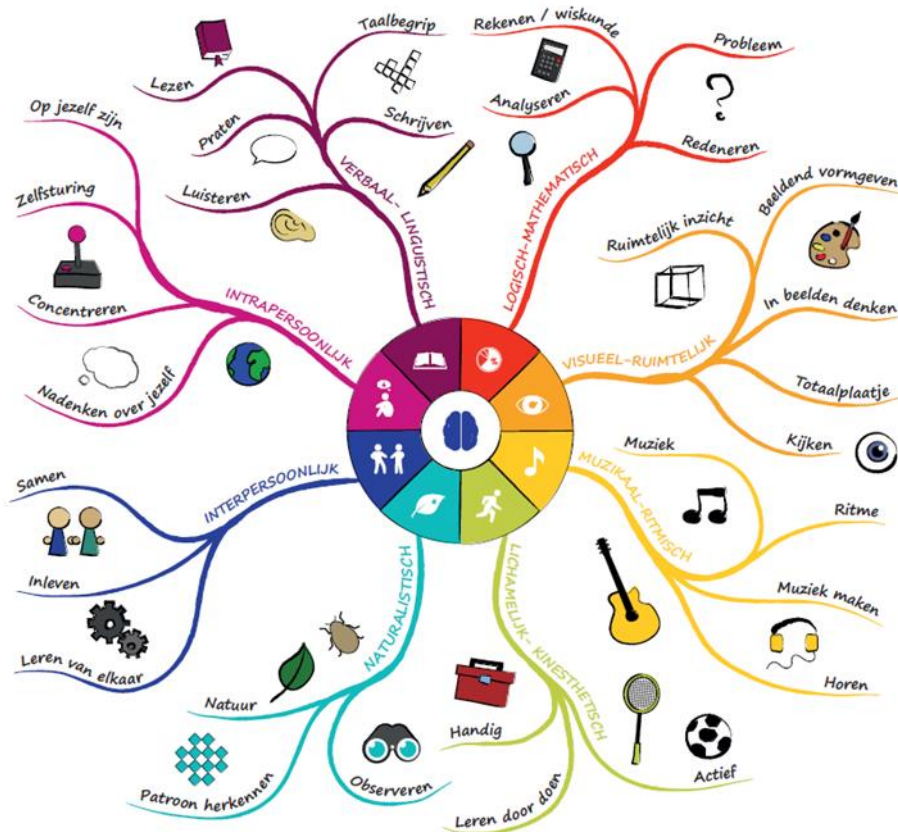 Taalbegrip
Lezen
Praten
Schrijven
Luisteren
VERBAAL- LINGUISTISCH
Rekenen / wiskunde
Probleem
Analyseren
Redeneren
LOGISCH-MATHEMATISCH
Beeldend vormgeven
Ruimtelijk inzicht
In beelden denken
Totaalplaatje
Kijken
VISUEEL-RUIMTELIJK
Muziek
Ritme
Muziek maken
Horen
MUZIKAAL-RITMISCH
Handig
Actief
Leren door doen
LICHAMELIJK- KINESTHETISCH
Natuur
Observeren
Patroon herkennen
NATURALISTISCH
Samen
Inleven
Leren van elkaar
INTERPERSOONLIJK
Op jezelf zijn
Zelfsturing
Concentreren
Nadenken over jezelf
INTRAPERSOONLIJK